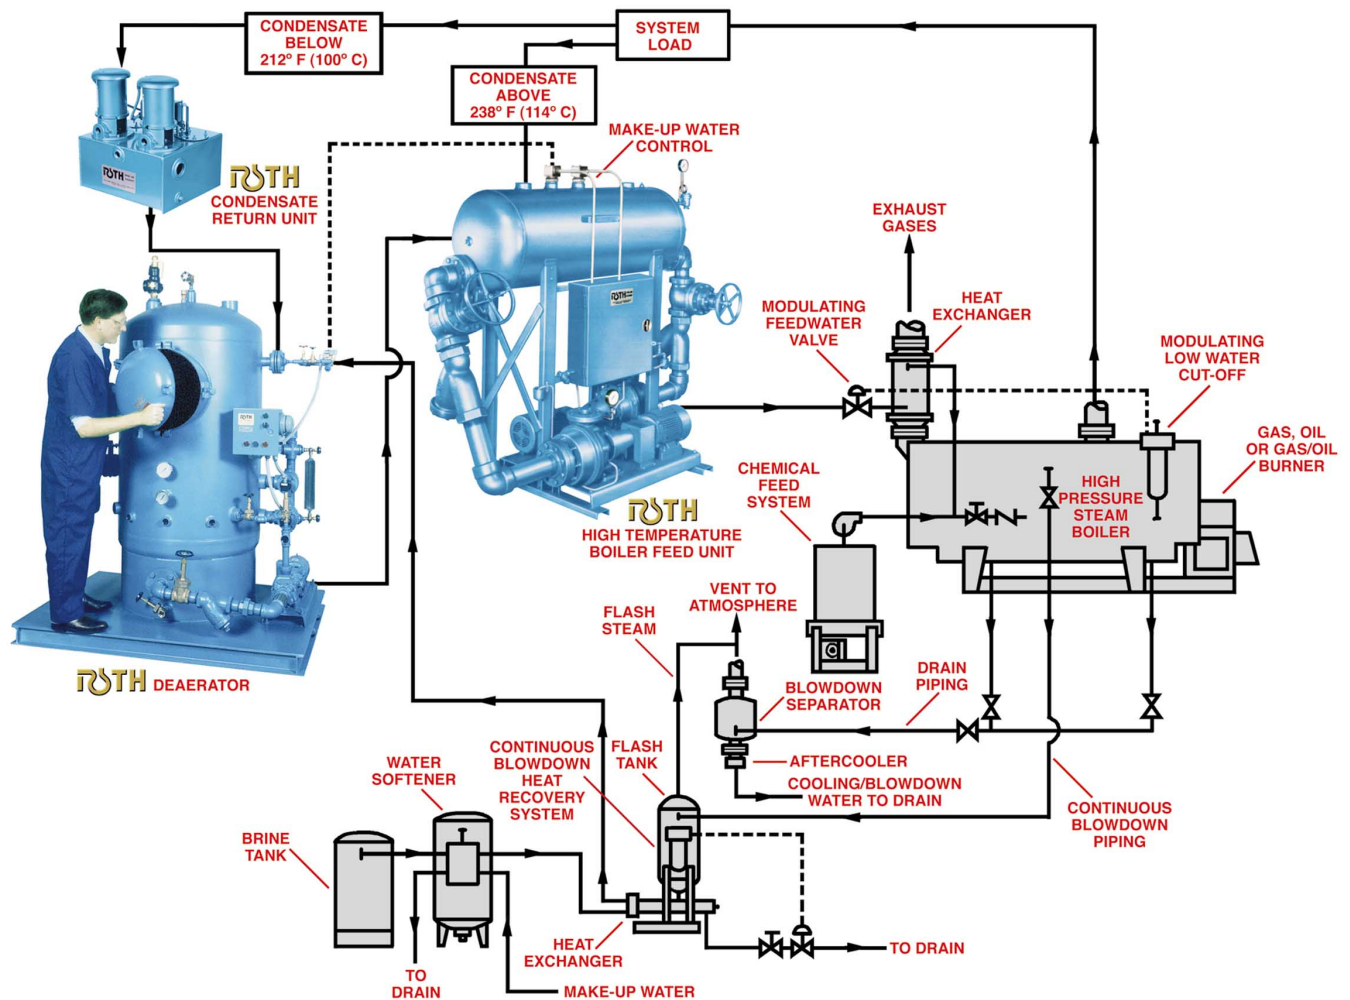 CONDENSATE
BELOW
212° F (100° C)
SYSTEM
LOAD
CONDENSATE
ABOVE
238° F (114° C)
MAKE-UP WATER
CONTROL
ROTH
ROTH
CONDENSATE
RETURN UNIT
EXHAUST
GASES
HEAT
EXCHANGER
MODULATING
FEEDWATER
VALVE
MODULATING
LOW WATER
CUT-OFF
ROTH
GAS, OIL
OR GAS/OIL
BURNER
CHEMICAL
FEED
SYSTEM
HIGH
PRESSURE
STEAM
BOILER
ROTH
ROTH
HIGH TEMPERATURE
BOILER FEED UNIT
VENT TO
ATMOSPHERE
FLASH
STEAM
ROTH DEAERATOR
DRAIN
PIPING
BLOWDOWN
SEPARATOR
AFTERCOOLER
COOLING/BLOWDOWN
WATER TO DRAIN
WATER
SOFTENER
CONTINUOUS
BLOWDOWN
HEAT
RECOVERY
SYSTEM
FLASH
TANK
CONTINUOUS
BLOWDOWN
PIPING
BRINE
TANK
HEAT
EXCHANGER
TO DRAIN
TO
DRAIN
MAKE-UP WATER